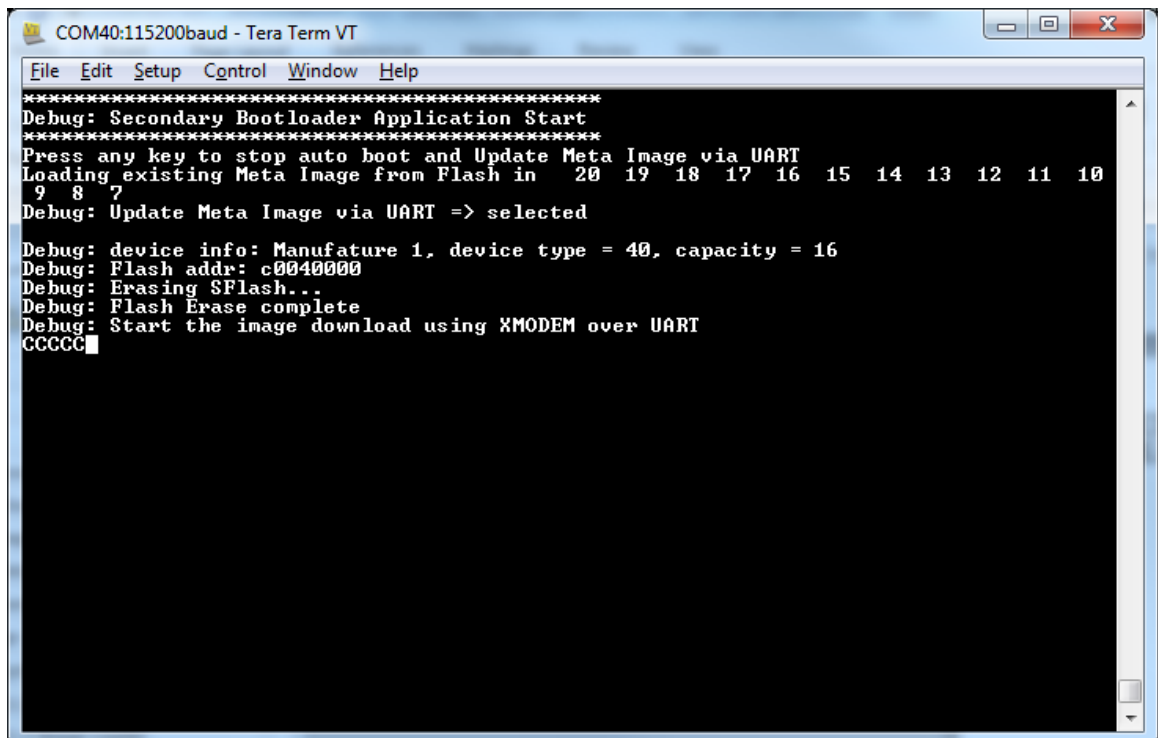 COM40:115200baud - Tera Term VT
File Edit Setup Control Window Help
**********************************************
Debug: Secondary Bootloader Application Start
**********************************************
Press any key to stop auto boot and Update Meta Image via UART
Loading existing Meta Image from Flash in   20  19  18  17  16  15  14  13  12  11  10
 9  8  7
Debug: Update Meta Image via UART => selected
Debug: device info: Manufature 1, device type = 40, capacity = 16
Debug: Flash addr: c0040000
Debug: Erasing SFlash...
Debug: Flash Erase complete
Debug: Start the image download using XMODEM over UART
CCCCC